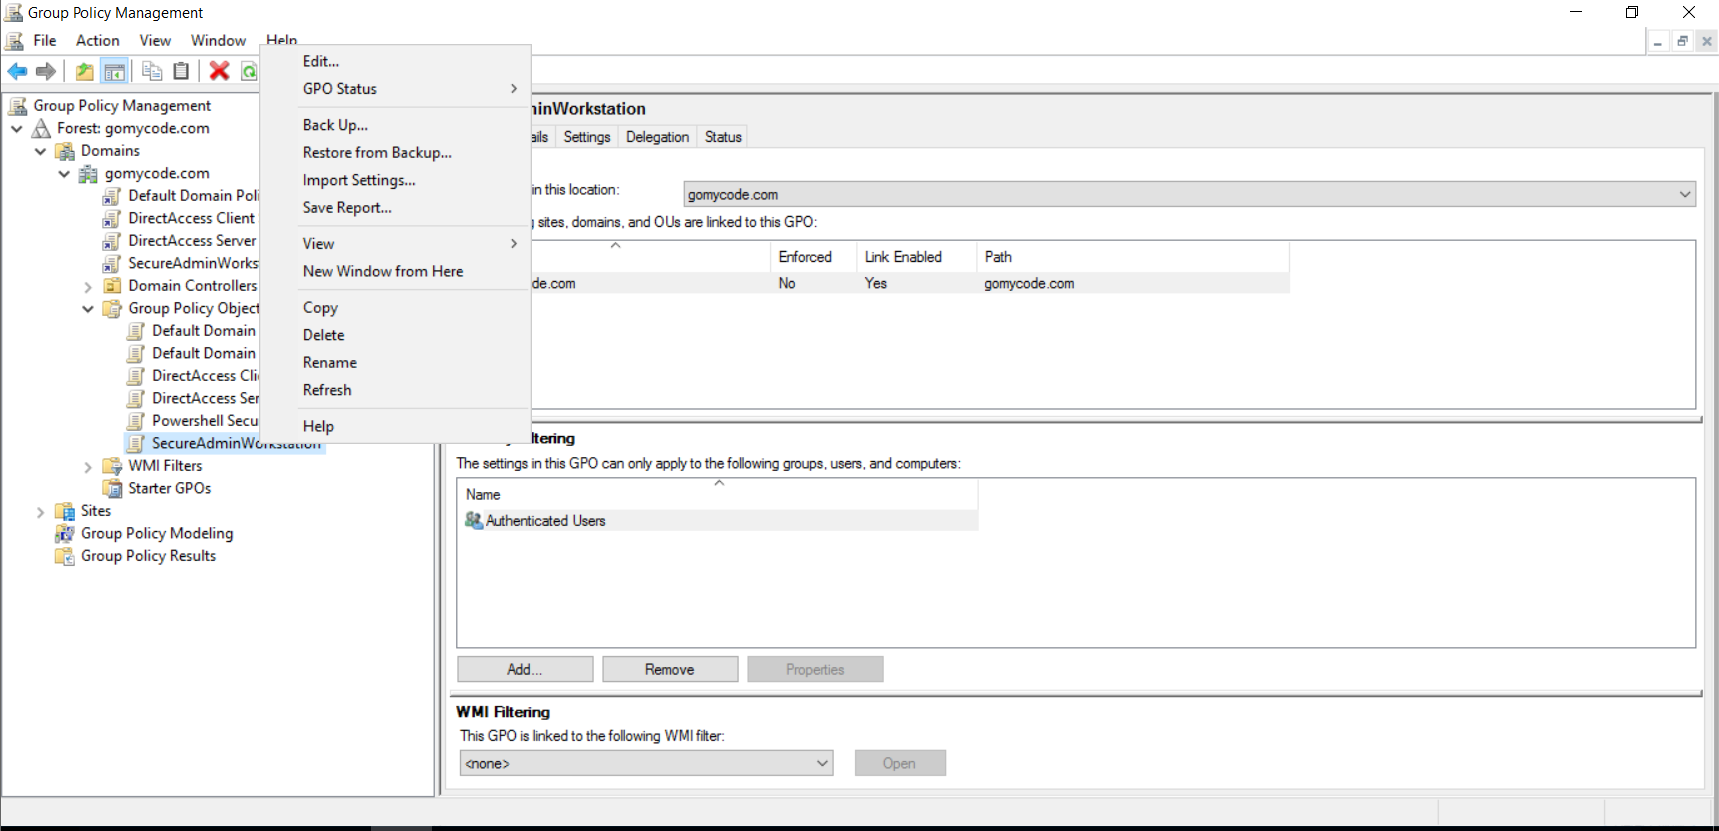 Group Policy Management
File Action View Window Help
Group Policy Management
Forest: gomycode.com
Domains
gomycode.com
Default Domain Poli
DirectAccess Client
DirectAccess Server
SecureAdminWorks
Domain Controllers
Group Policy Object
Default Domain
Default Domain
DirectAccess Cli
DirectAccess Ser
Powershell Secu
SecureAdminWorkstation
WMI Filters
Starter GPOs
Sites
Group Policy Modeling
Group Policy Results
Edit...
GPO Status
Back Up...
Restore from Backup...
Import Settings...
Save Report...
View
New Window from Here
Copy
Delete
Rename
Refresh
Help
inWorkstation
ails Settings Delegation Status
in this location: gomycode.com
sites, domains, and OUs are linked to this GPO:
Enforced Link Enabled Path
de.com No Yes gomycode.com
ltering
The settings in this GPO can only apply to the following groups, users, and computers:
Name
Authenticated Users
Add... Remove Properties
WMI Filtering
This GPO is linked to the following WMI filter:
<none> Open